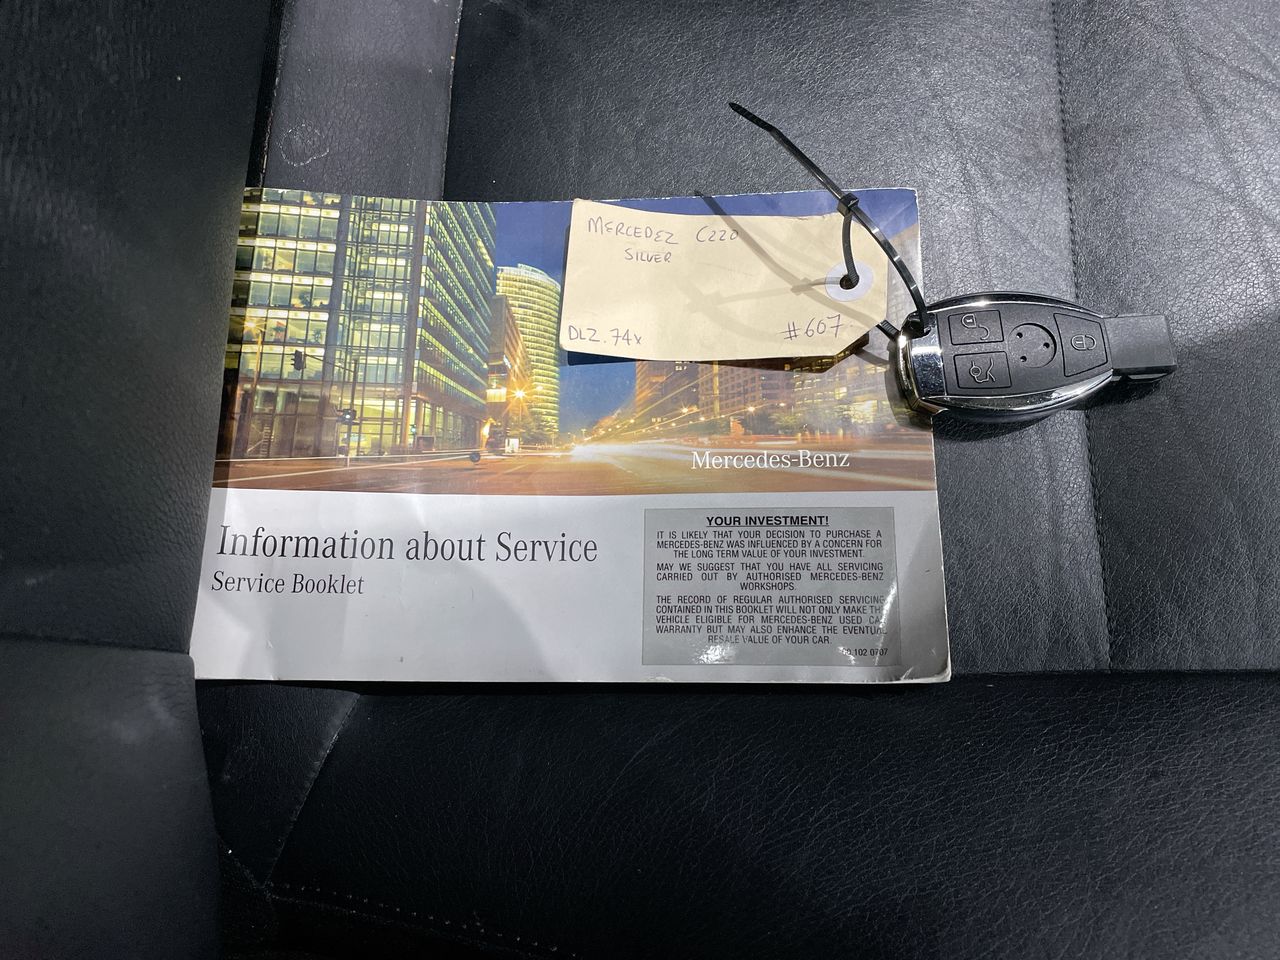 MERCEDEZ C220
SILVER
DLZ.74x
#607
Mercedes-Benz
Information about Service
Service Booklet
YOUR INVESTMENT!
IT IS LIKELY THAT YOUR DECISION TO PURCHASE A
MERCEDES-BENZ WAS INFLUENCED BY A CONCERN FOR
THE LONG TERM VALUE OF YOUR INVESTMENT.
MAY WE SUGGEST THAT YOU HAVE ALL SERVICING
CARRIED OUT BY AUTHORISED MERCEDES-BENZ
WORKSHOPS.
THE RECORD OF REGULAR AUTHORISED SERVICING
CONTAINED IN THIS BOOKLET WILL NOT ONLY MAKE THE
VEHICLE ELIGIBLE FOR MERCEDES-BENZ USED CAR
WARRANTY BUT MAY ALSO ENHANCE THE EVENTUAL
RESALE VALUE OF YOUR CAR.
102 0707